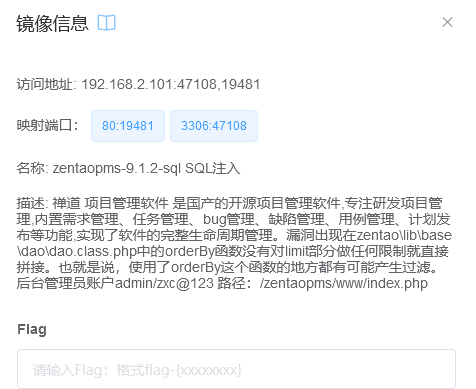 镜像信息
访问地址: 192.168.2.101:47108,19481
映射端口： 80:19481 3306:47108
名称: zentaopms-9.1.2-sql SQL注入
描述: 禅道 项目管理软件 是国产的开源项目管理软件,专注研发项目管
理,内置需求管理、任务管理、bug管理、缺陷管理、用例管理、计划发
布等功能,实现了软件的完整生命周期管理。漏洞出现在zentao\lib\base
\dao\dao.class.php中的orderBy函数没有对limit部分做任何限制就直接
拼接。也就是说，使用了orderBy这个函数的地方都有可能产生过滤。
后台管理员账户admin/zxc@123 路径：/zentaopms/www/index.php
Flag
请输入Flag：格式flag-{xxxxxxxx}